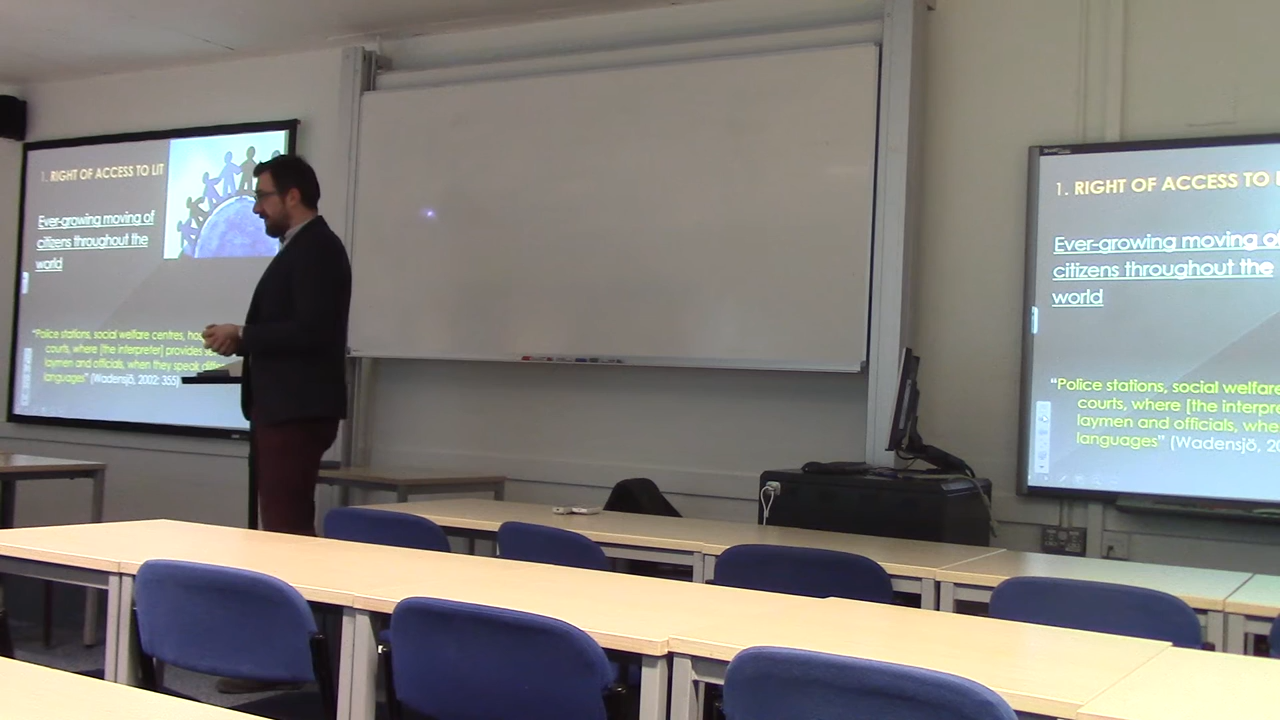 1. RIGHT OF ACCESS TO LIT
Ever-growing moving of
citizens throughout the
world
"Police stations, social welfare centres,
courts, where [the interpreter] provides
laymen and officials, when they speak
languages" (Wadensjö, 2002: 355)
1. RIGHT OF ACCESS TO
Ever-growing moving of
citizens throughout the
world
"Police stations, social welfare
courts, where [the
laymen and officials,
languages" (Wadensjö,